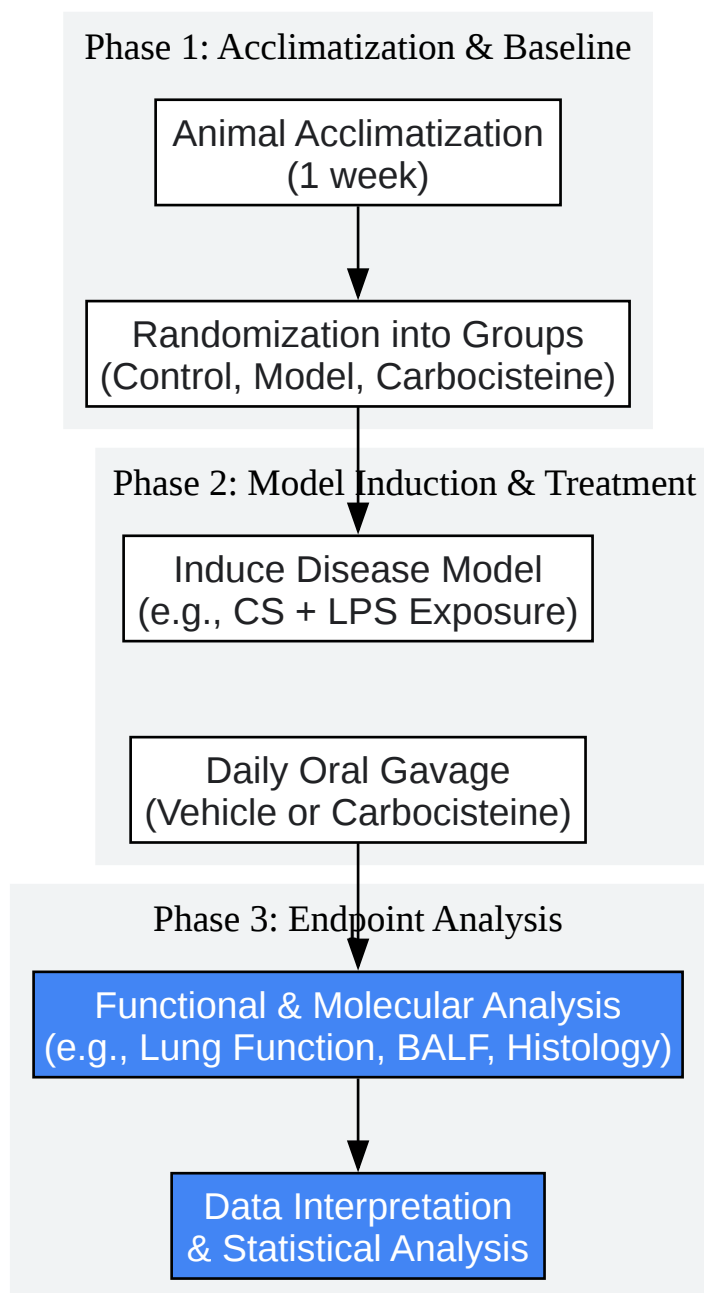 Phase 1: Acclimatization & Baseline
Animal Acclimatization
(1 week)
Randomization into Groups
(Control, Model, Carbocisteine)
Phase 2: Model Induction & Treatment
Induce Disease Model
(e.g., CS + LPS Exposure)
Daily Oral Gavage
(Vehicle or Carbocisteine)
Phase 3: Endpoint Analysis
Functional & Molecular Analysis
(e.g., Lung Function, BALF, Histology)
Data Interpretation
& Statistical Analysis